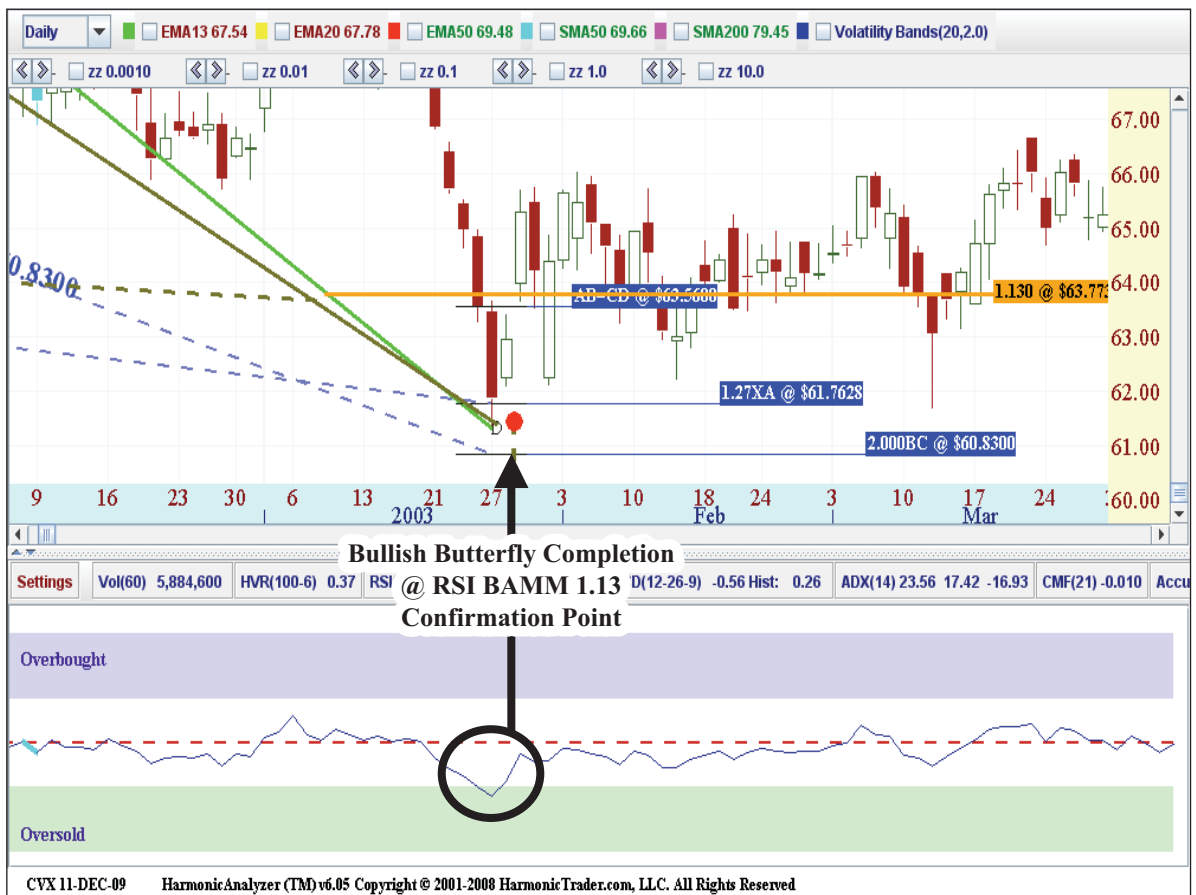 Daily EMA13 67.54 EMA20 67.78 EMA50 69.48 SMA50 69.66 SMA200 79.45 Volatility Bands(20,2.0)
zz 0.0010 zz 0.01 zz 0.1 zz 1.0 zz 10.0
67.00
66.00
65.00
0.8300
64.00
AB=CD @ $63.5688
1.130 @ $63.773
63.00
62.00
1.27XA @ $61.7628
D
61.00
2.000BC @ $60.8300
60.00
9 16 23 30 6 13 21 27 3 10 18 24 3 10 17 24
2003 Feb Mar
Bullish Butterfly Completion
@ RSI BAMM 1.13
Confirmation Point
Settings Vol(60) 5,884,600 HVR(100-6) 0.37 RSI D(12-26-9) -0.56 Hist: 0.26 ADX(14) 23.56 17.42 -16.93 CMF(21) -0.010 Accu
Overbought
Oversold
CVX 11-DEC-09 HarmonicAnalyzer (TM) v6.05 Copyright © 2001-2008 HarmonicTrader.com, LLC. All Rights Reserved